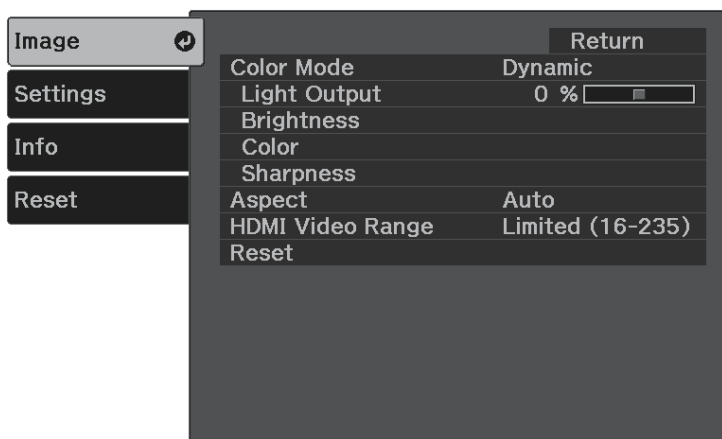 Image
Settings
Info
Reset
Return
Color Mode Dynamic
Light Output 0 %
Brightness
Color
Sharpness
Aspect Auto
HDMI Video Range Limited (16-235)
Reset